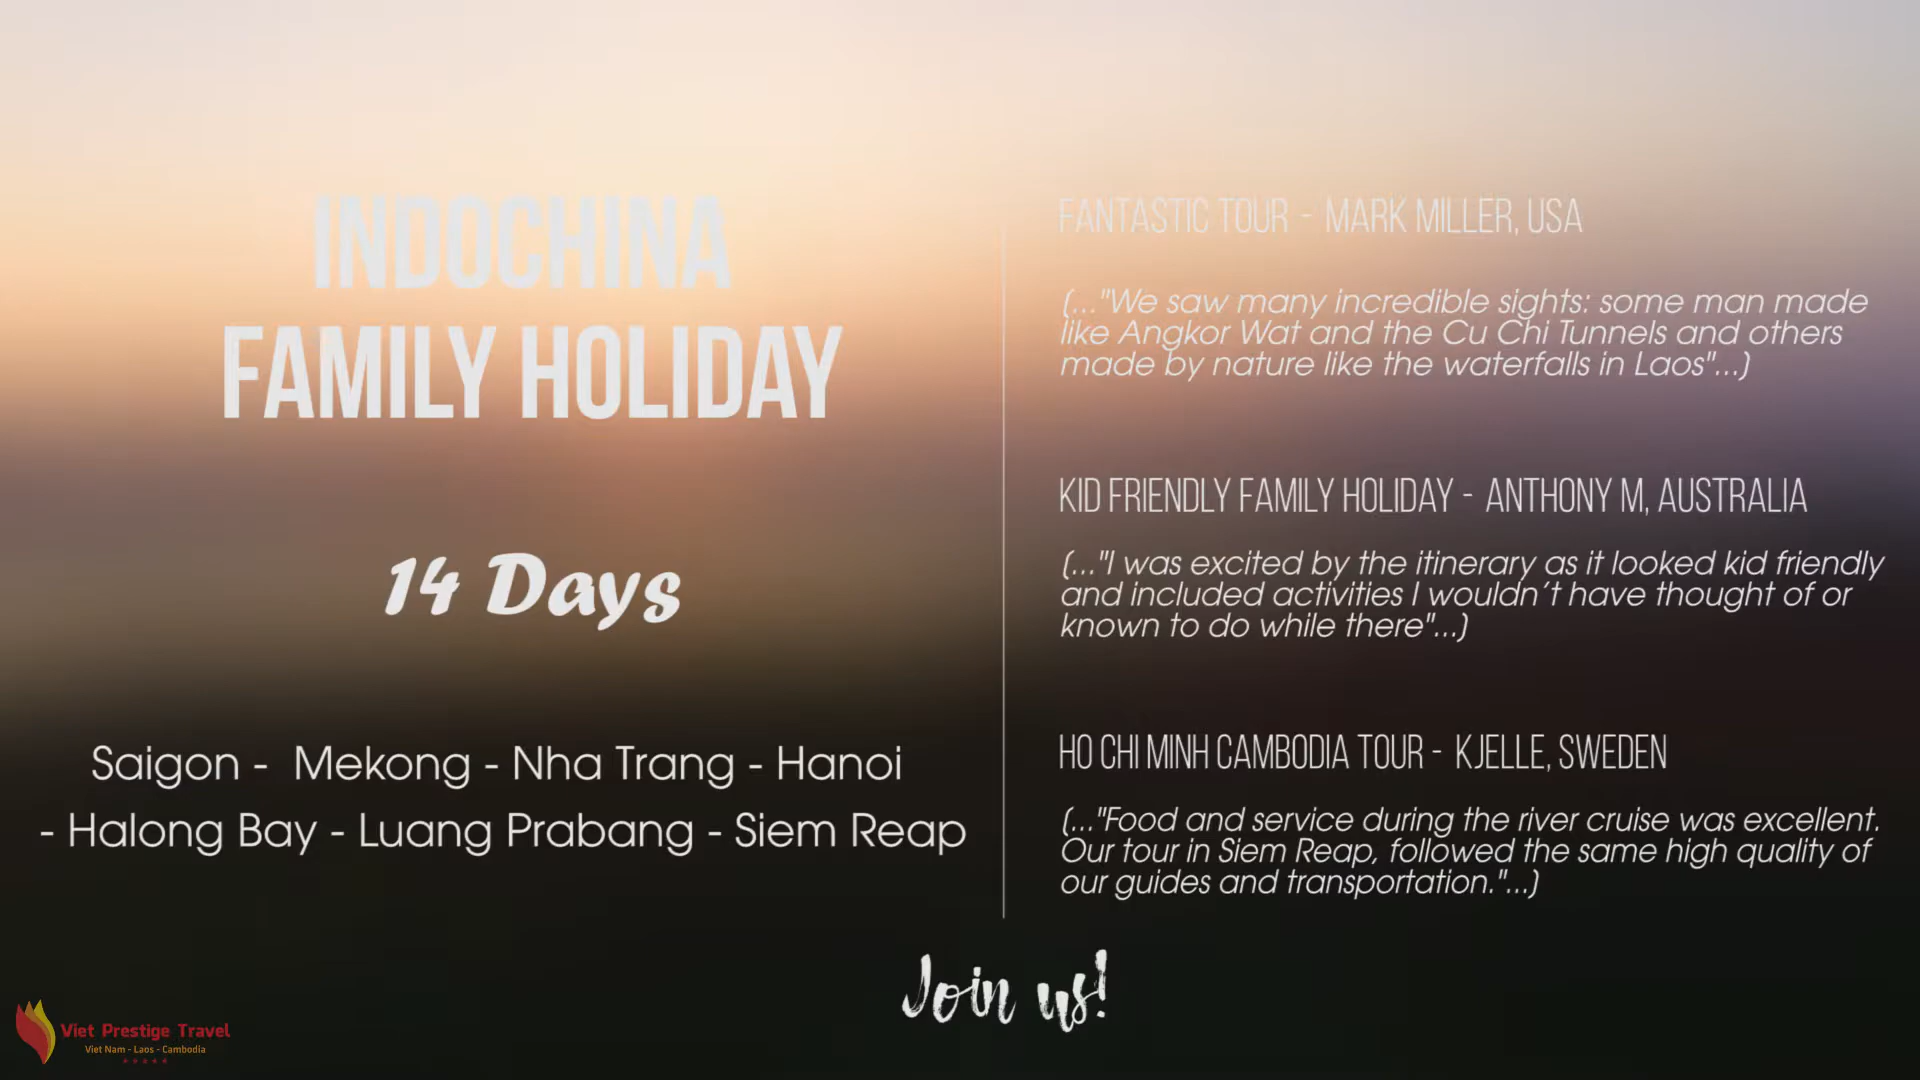 INDOCHINA
FAMILY HOLIDAY
14 Days
Saigon - Mekong - Nha Trang - Hanoi
- Halong Bay - Luang Prabang - Siem Reap
FANTASTIC TOUR - MARK MILLER, USA
(..."We saw many incredible sights: some man made
like Angkor Wat and the Cu Chi Tunnels and others
made by nature like the waterfalls in Laos"...)
KID FRIENDLY FAMILY HOLIDAY - ANTHONY M, AUSTRALIA
(..."I was excited by the itinerary as it looked kid friendly
and included activities I wouldn´t have thought of or
known to do while there"...)
HO CHI MINH CAMBODIA TOUR - KJELLE, SWEDEN
(..."Food and service during the river cruise was excellent.
Our tour in Siem Reap, followed the same high quality of
our guides and transportation."...)
Join us!
Viet Prestige Travel
Viet Nam - Laos - Cambodia